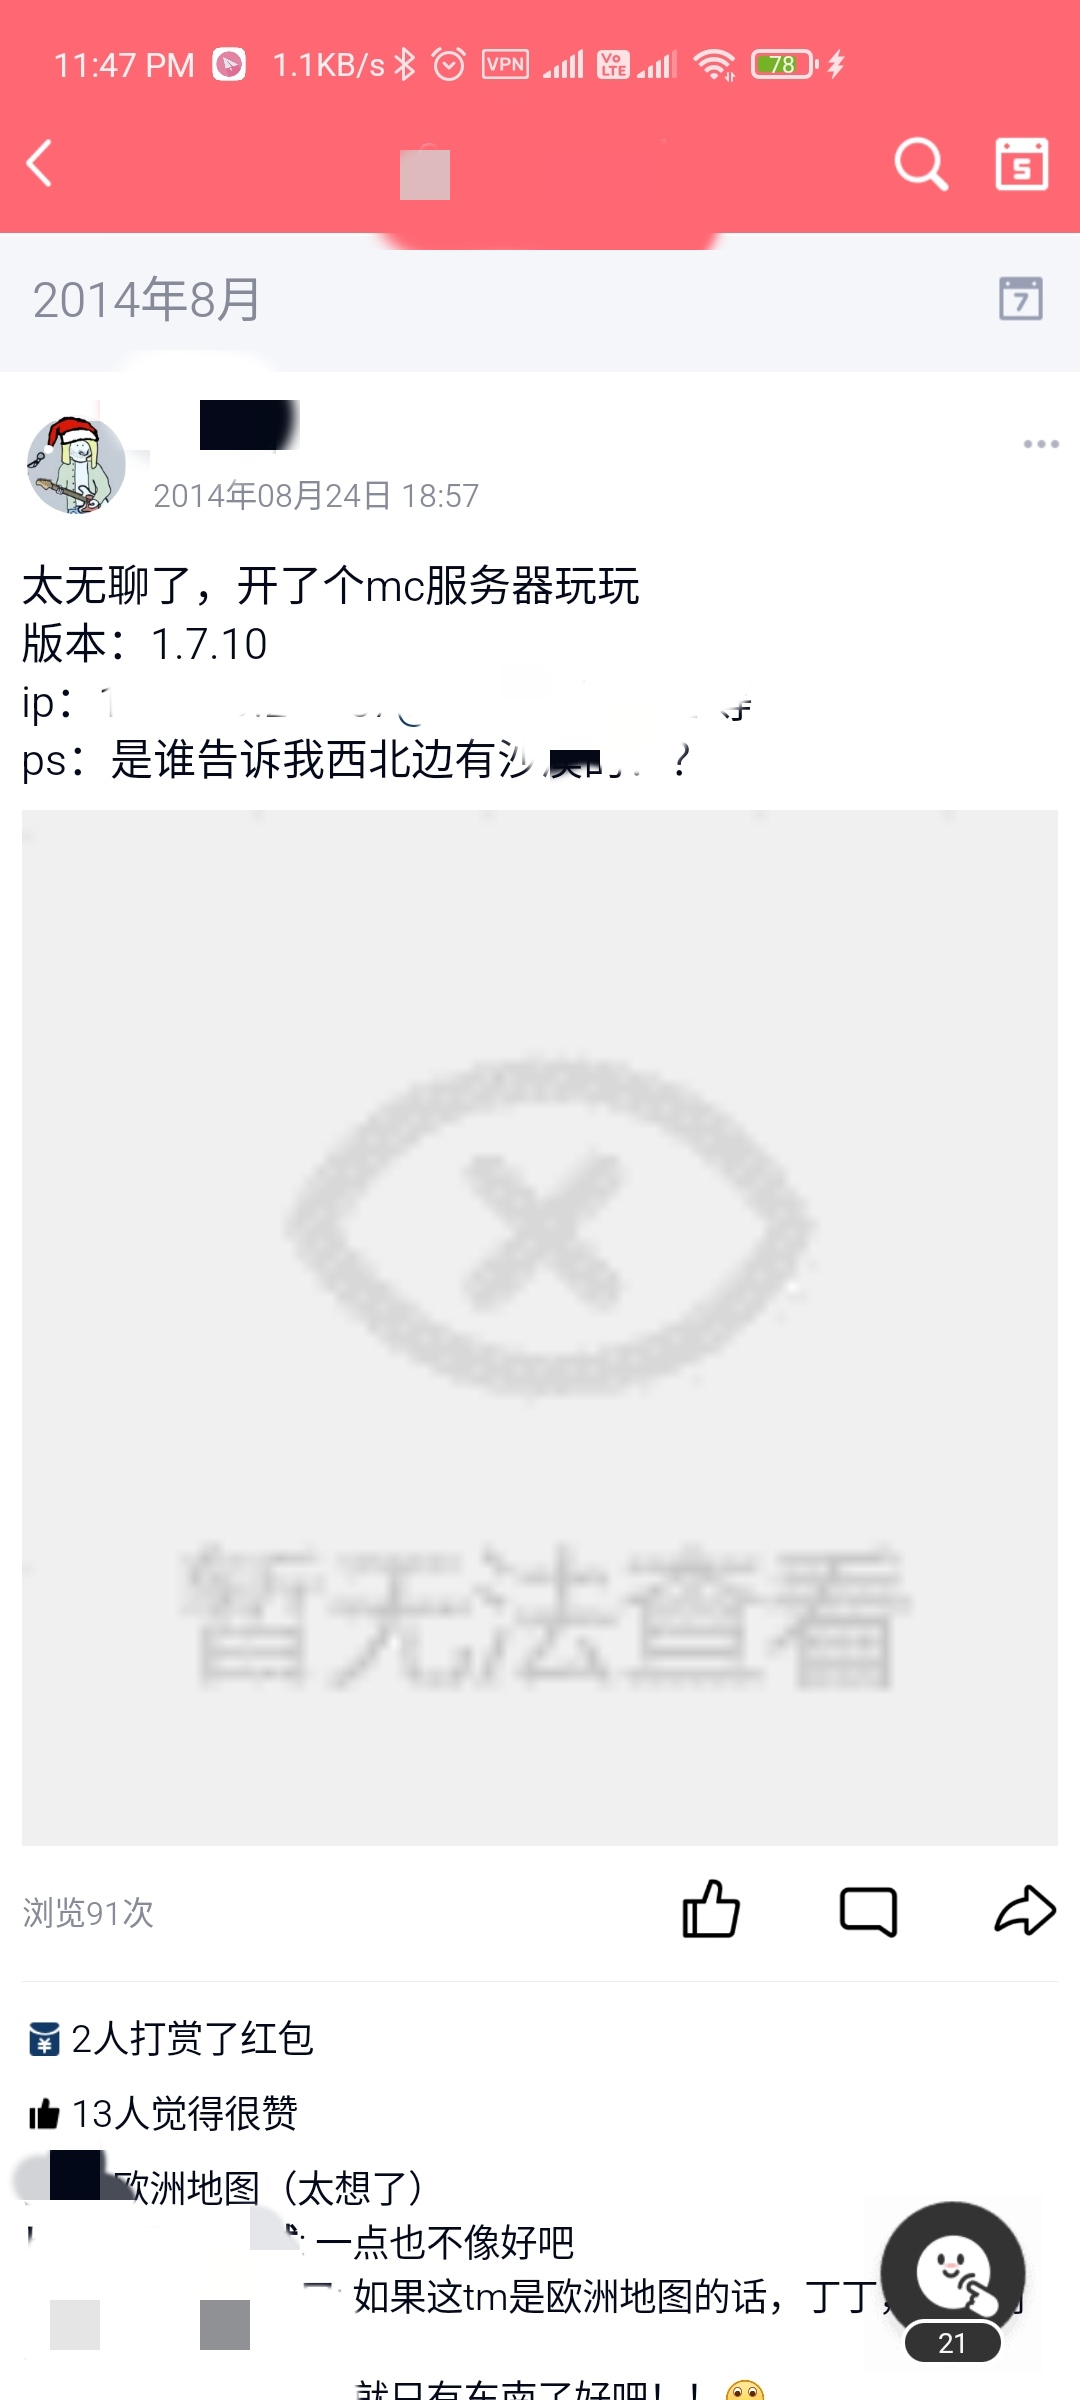 11:47 PM 1.1KB/s VPN VoLTE 78
5
2014年8月
7
2014年08月24日 18:57
太无聊了，开了个mc服务器玩玩
版本：1.7.10
ip：
ps：是谁告诉我西北边有沙漠的 ？
暂无法查看
浏览91次
2人打赏了红包
13人觉得很赞
欧洲地图（太想了）
: 一点也不像好吧
如果这tm是欧洲地图的话，丁丁，
21
就只有东南了好吧！！